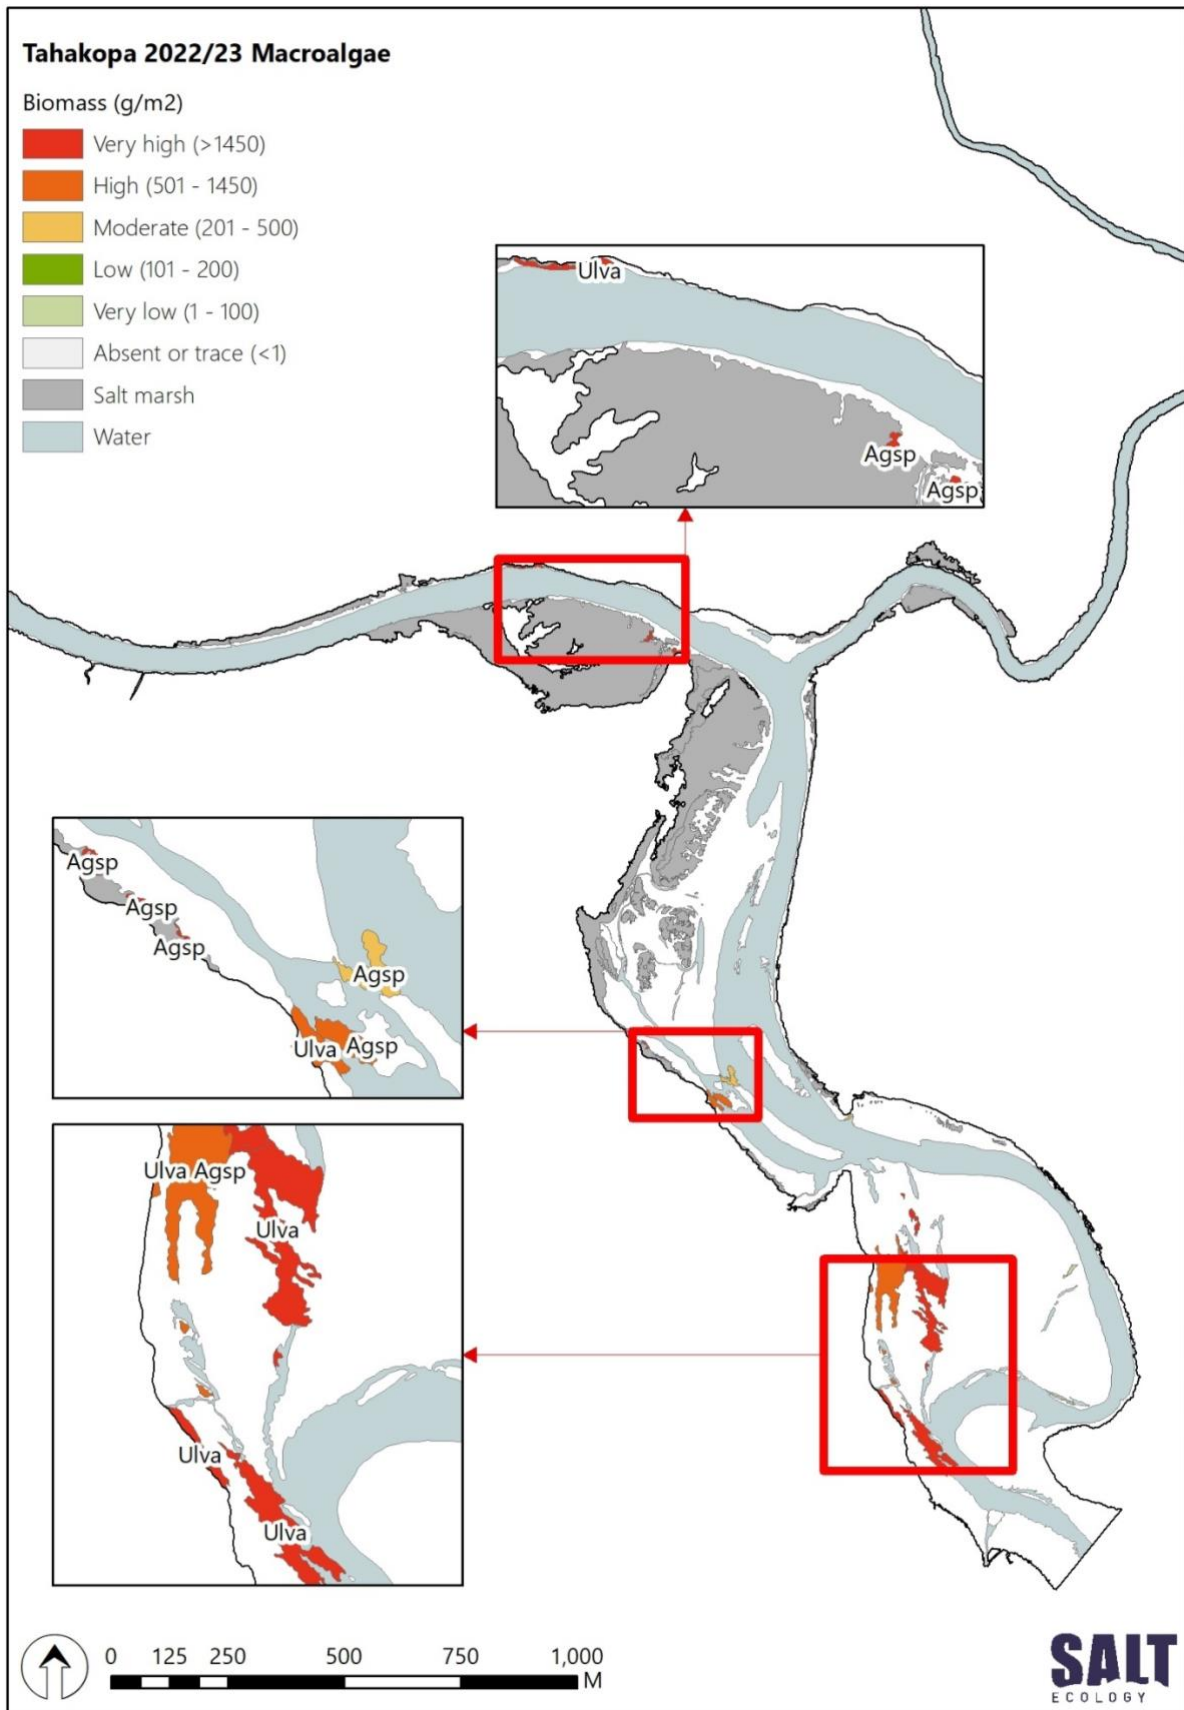 Tahakopa 2022/23 Macroalgae
Biomass (g/m2)
Very high (>1450)
High (501 - 1450)
Moderate (201 - 500)
Low (101 - 200)
Very low (1 - 100)
Absent or trace (<1)
Salt marsh
Water
Ulva
Agsp
Agsp
Agsp
Agsp
Agsp
Agsp
Ulva Agsp
Ulva Agsp
Ulva
Ulva
Ulva
0 125 250 500 750 1,000
M
SALT
ECOLOGY